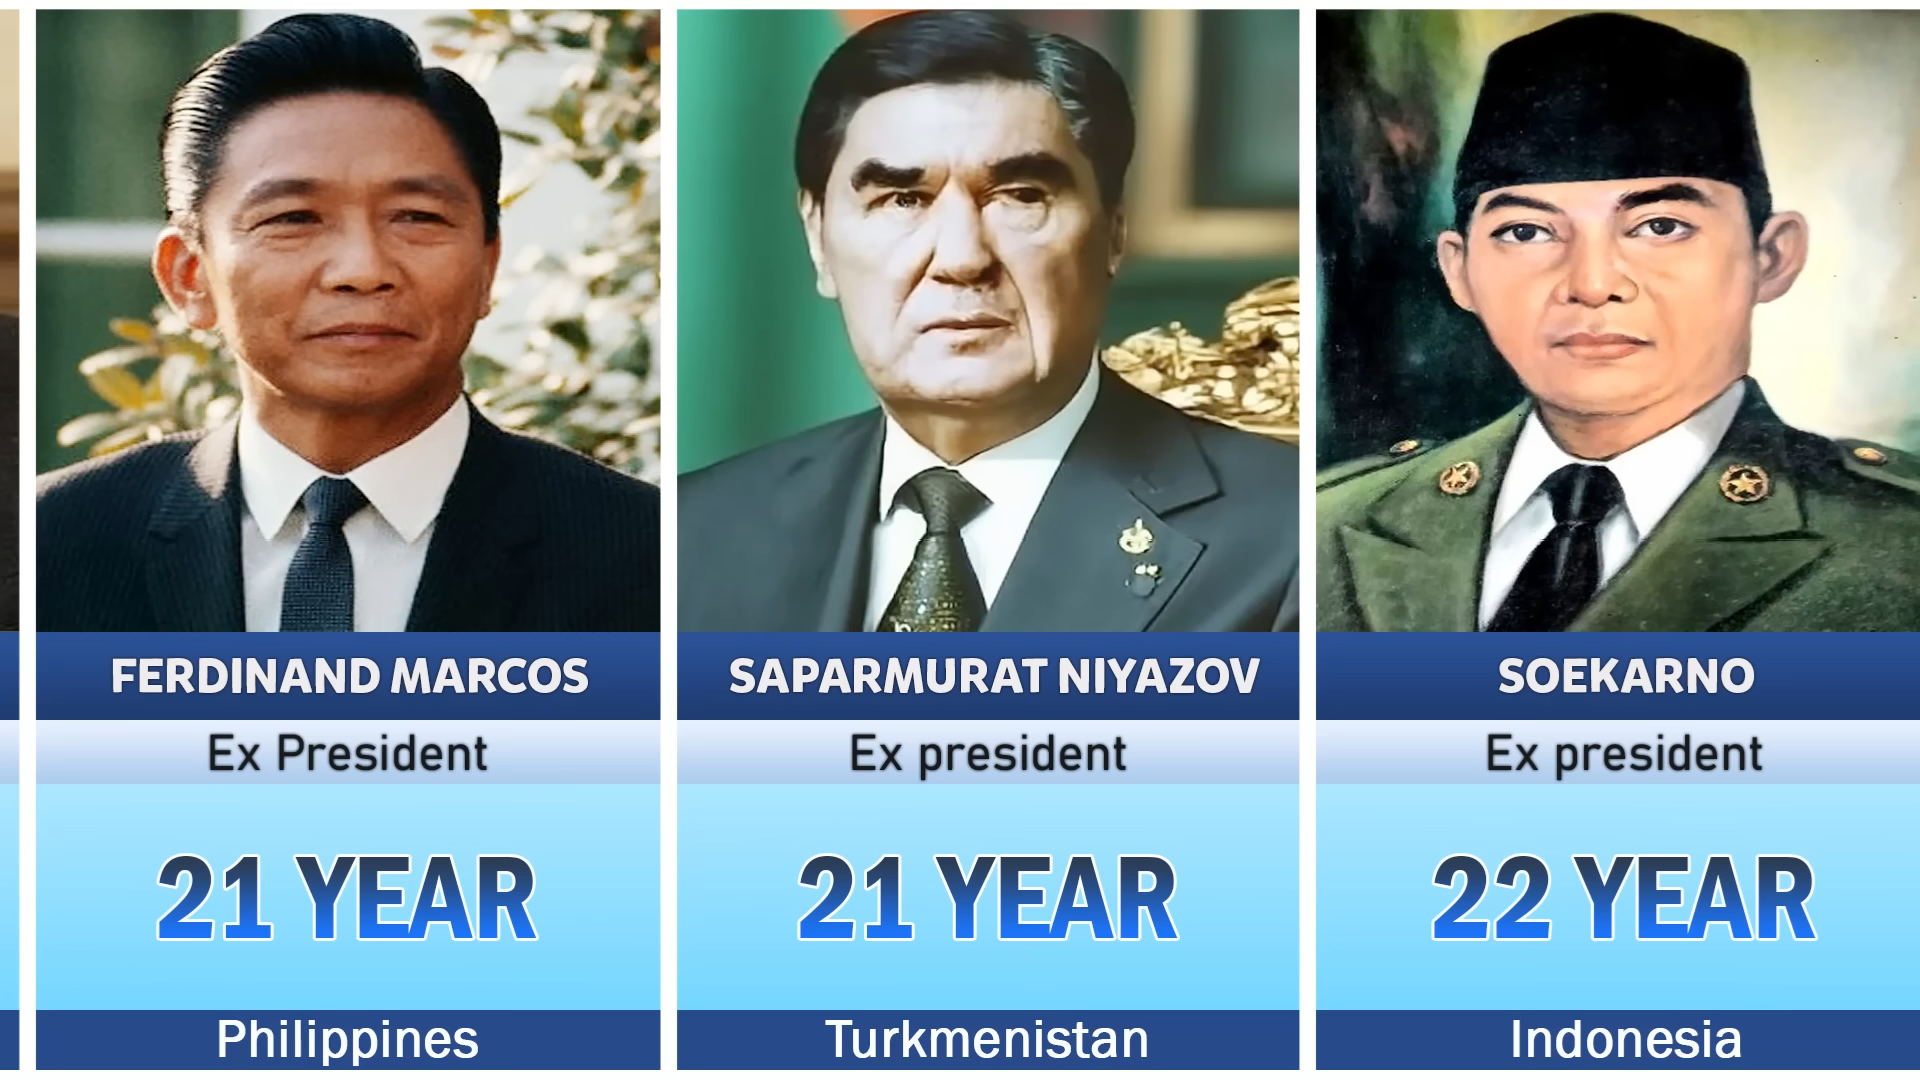 FERDINAND MARCOS
Ex President
21 YEAR
Philippines
SAPARMURAT NIYAZOV
Ex president
21 YEAR
Turkmenistan
SOEKARNO
Ex president
22 YEAR
Indonesia